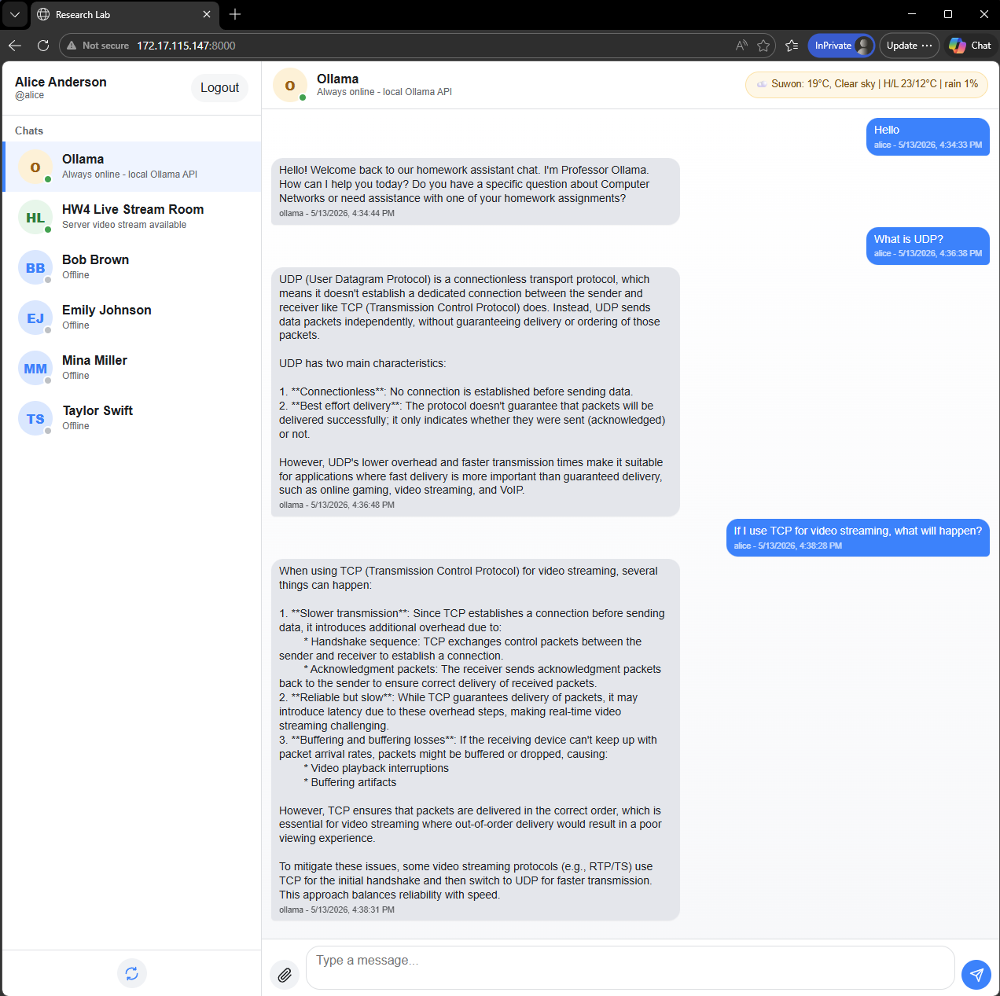 Research Lab
Not secure 172.17.115.147:8000
InPrivate
Update
Chat
Alice Anderson
@alice
Logout
Chats
O
Ollama
Always online - local Ollama API
HL
HW4 Live Stream Room
Server video stream available
BB
Bob Brown
Offline
EJ
Emily Johnson
Offline
MM
Mina Miller
Offline
TS
Taylor Swift
Offline
O
Ollama
Always online - local Ollama API
Suwon: 19°C, Clear sky | H/L 23/12°C | rain 1%
Hello
alice - 5/13/2026, 4:34:33 PM
Hello! Welcome back to our homework assistant chat. I'm Professor Ollama.
How can I help you today? Do you have a specific question about Computer
Networks or need assistance with one of your homework assignments?
ollama - 5/13/2026, 4:34:44 PM
What is UDP?
alice - 5/13/2026, 4:36:38 PM
UDP (User Datagram Protocol) is a connectionless transport protocol, which
means it doesn't establish a dedicated connection between the sender and
receiver like TCP (Transmission Control Protocol) does. Instead, UDP sends
data packets independently, without guaranteeing delivery or ordering of those
packets.
UDP has two main characteristics:
1. **Connectionless**: No connection is established before sending data.
2. **Best effort delivery**: The protocol doesn't guarantee that packets will be
delivered successfully; it only indicates whether they were sent (acknowledged)
or not.
However, UDP's lower overhead and faster transmission times make it suitable
for applications where fast delivery is more important than guaranteed delivery,
such as online gaming, video streaming, and VoIP.
ollama - 5/13/2026, 4:36:48 PM
If I use TCP for video streaming, what will happen?
alice - 5/13/2026, 4:38:28 PM
When using TCP (Transmission Control Protocol) for video streaming, several
things can happen:
1. **Slower transmission**: Since TCP establishes a connection before sending
data, it introduces additional overhead due to:
* Handshake sequence: TCP exchanges control packets between the
sender and receiver to establish a connection.
* Acknowledgment packets: The receiver sends acknowledgment packets
back to the sender to ensure correct delivery of received packets.
2. **Reliable but slow**: While TCP guarantees delivery of packets, it may
introduce latency due to these overhead steps, making real-time video
streaming challenging.
3. **Buffering and buffering losses**: If the receiving device can't keep up with
packet arrival rates, packets might be buffered or dropped, causing:
* Video playback interruptions
* Buffering artifacts
However, TCP ensures that packets are delivered in the correct order, which is
essential for video streaming where out-of-order delivery would result in a poor
viewing experience.
To mitigate these issues, some video streaming protocols (e.g., RTP/TS) use
TCP for the initial handshake and then switch to UDP for faster transmission.
This approach balances reliability with speed.
ollama - 5/13/2026, 4:38:31 PM
Type a message...